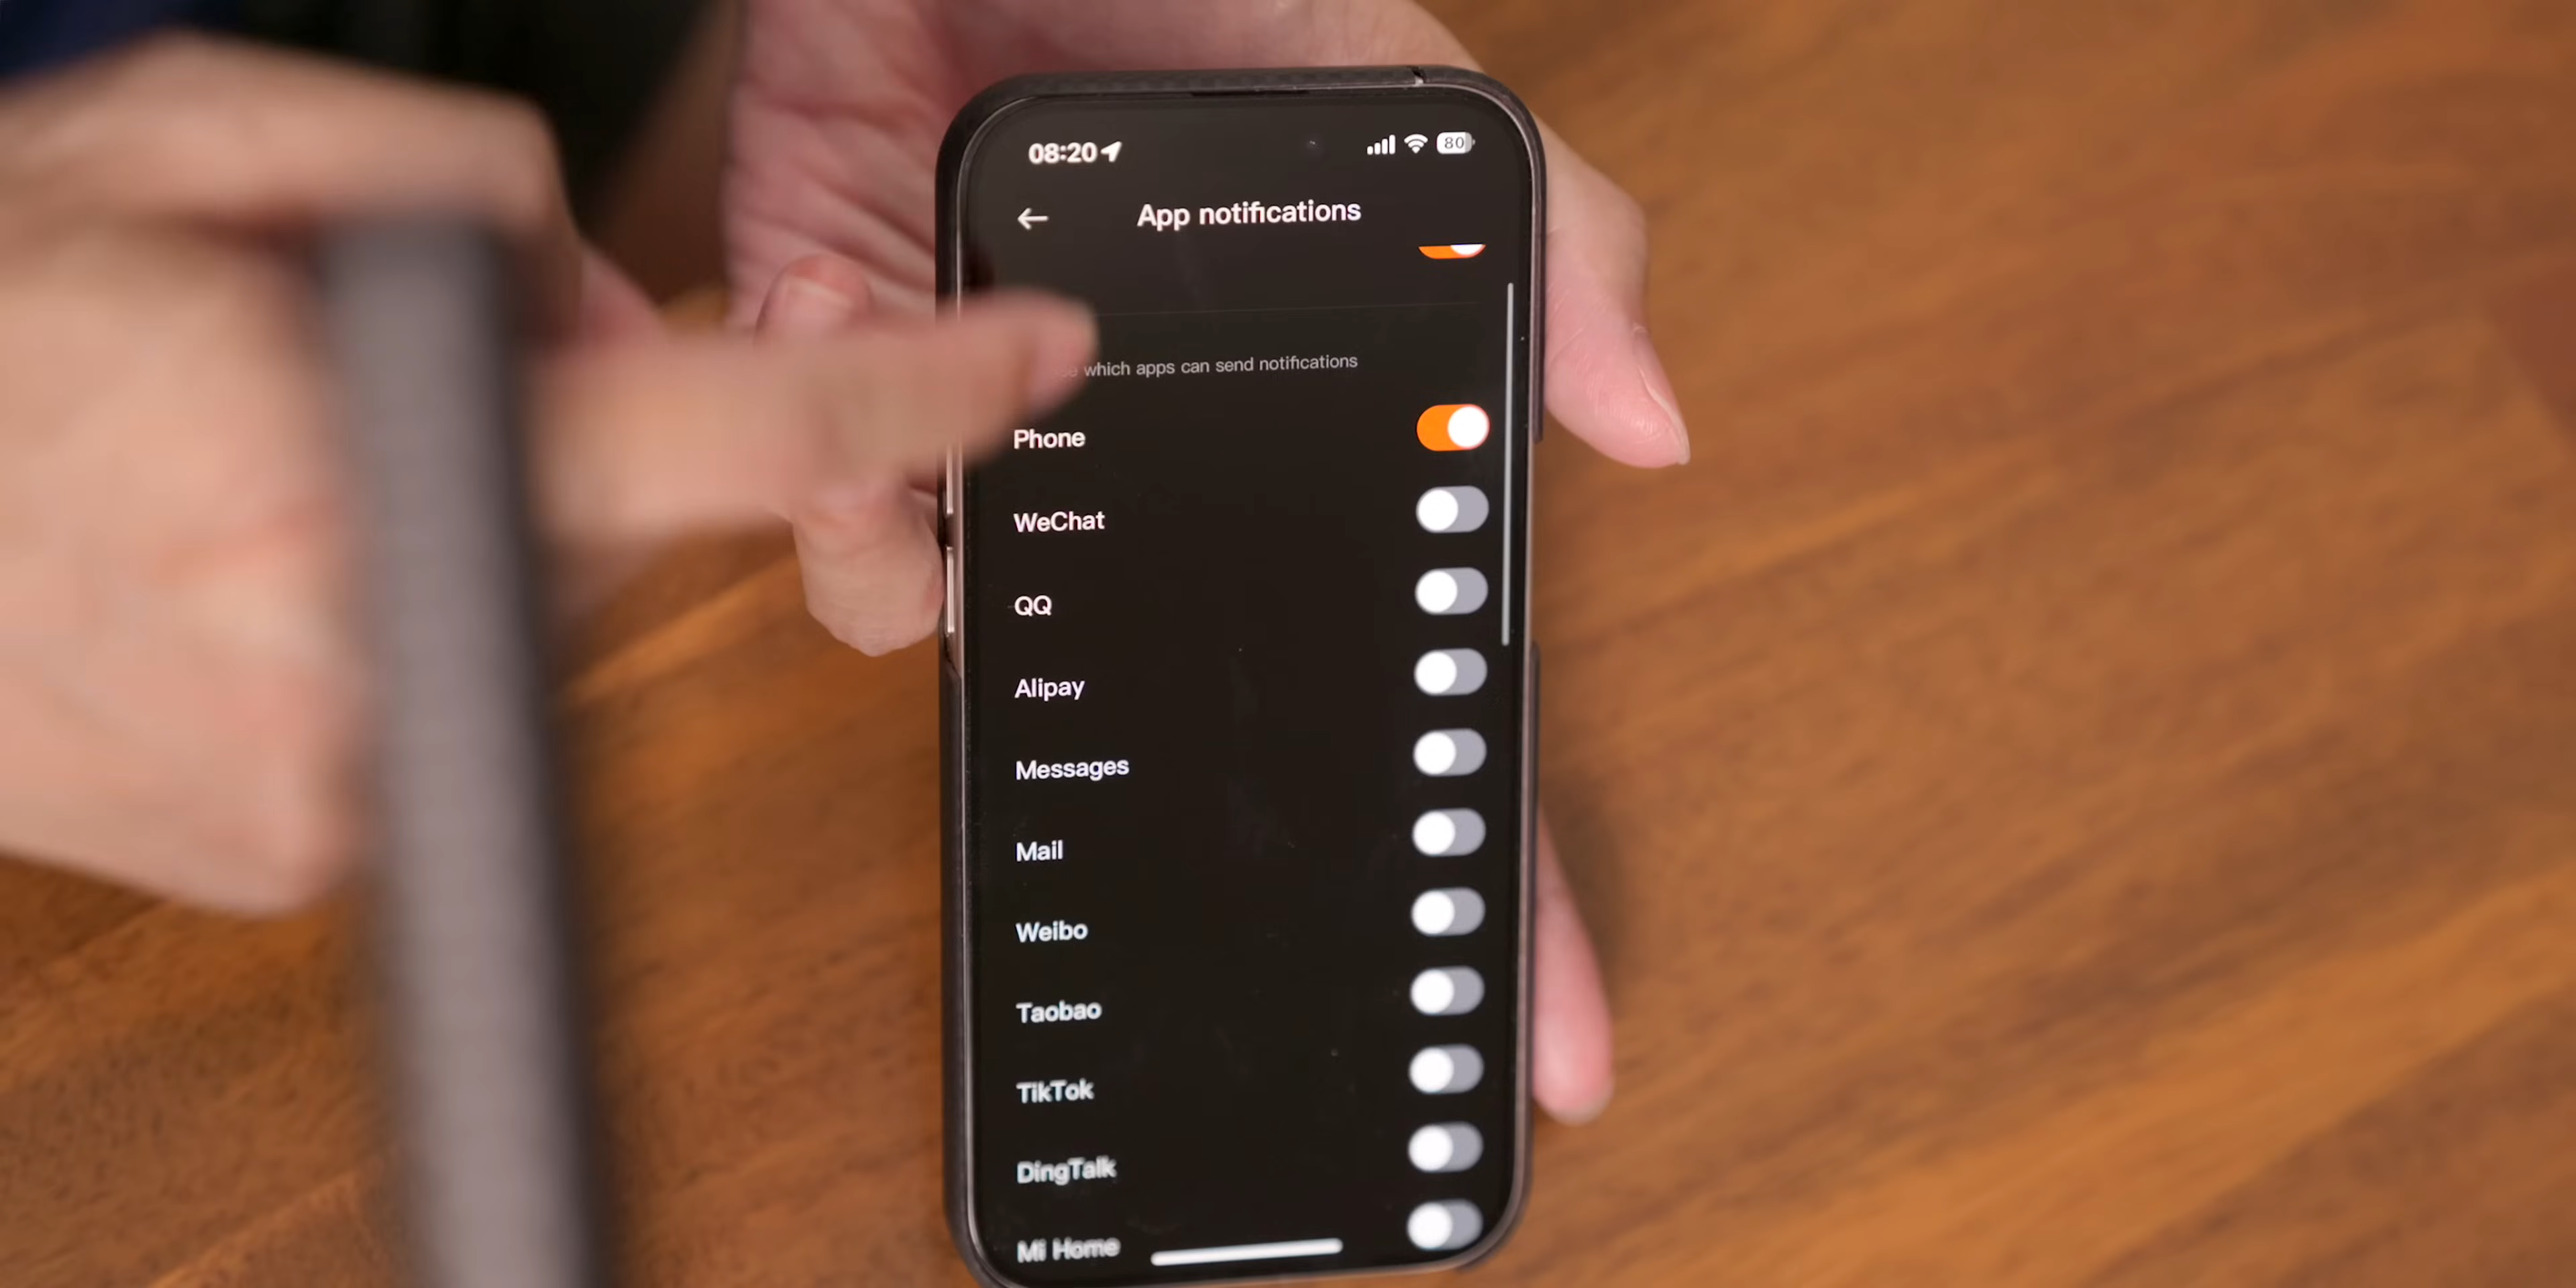 08:20
80
App notifications
which apps can send notifications
Phone
WeChat
QQ
Alipay
Messages
Mail
Weibo
Taobao
TikTok
DingTalk
Mi Home